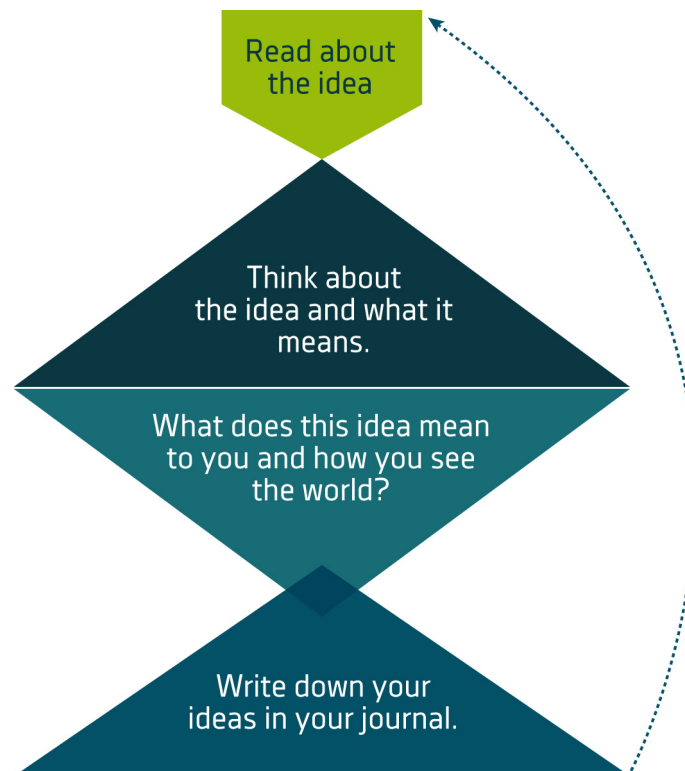 Read about
the idea
Think about
the idea and what it
means.
What does this idea mean
to you and how you see
the world?
Write down your
ideas in your journal.